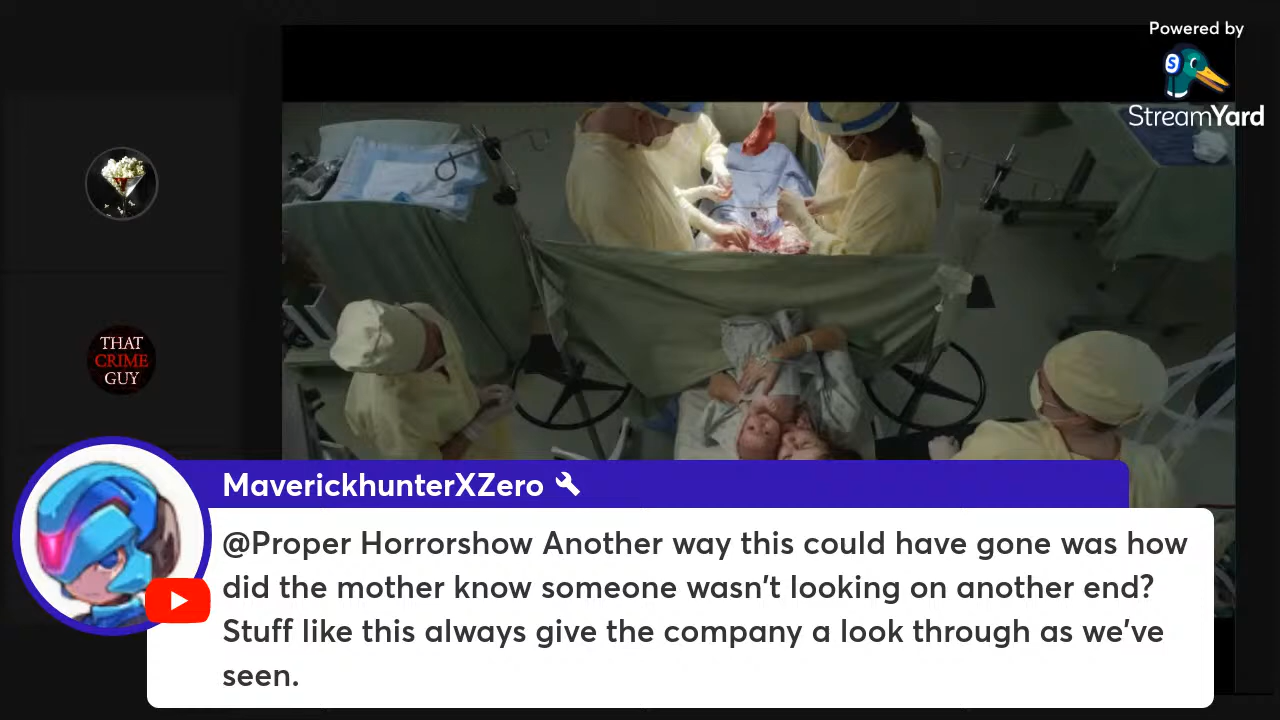 Powered by
StreamYard
THAT
CRIME
GUY
MaverickhunterXZero
@Proper Horrorshow Another way this could have gone was how
did the mother know someone wasn't looking on another end?
Stuff like this always give the company a look through as we've
seen.